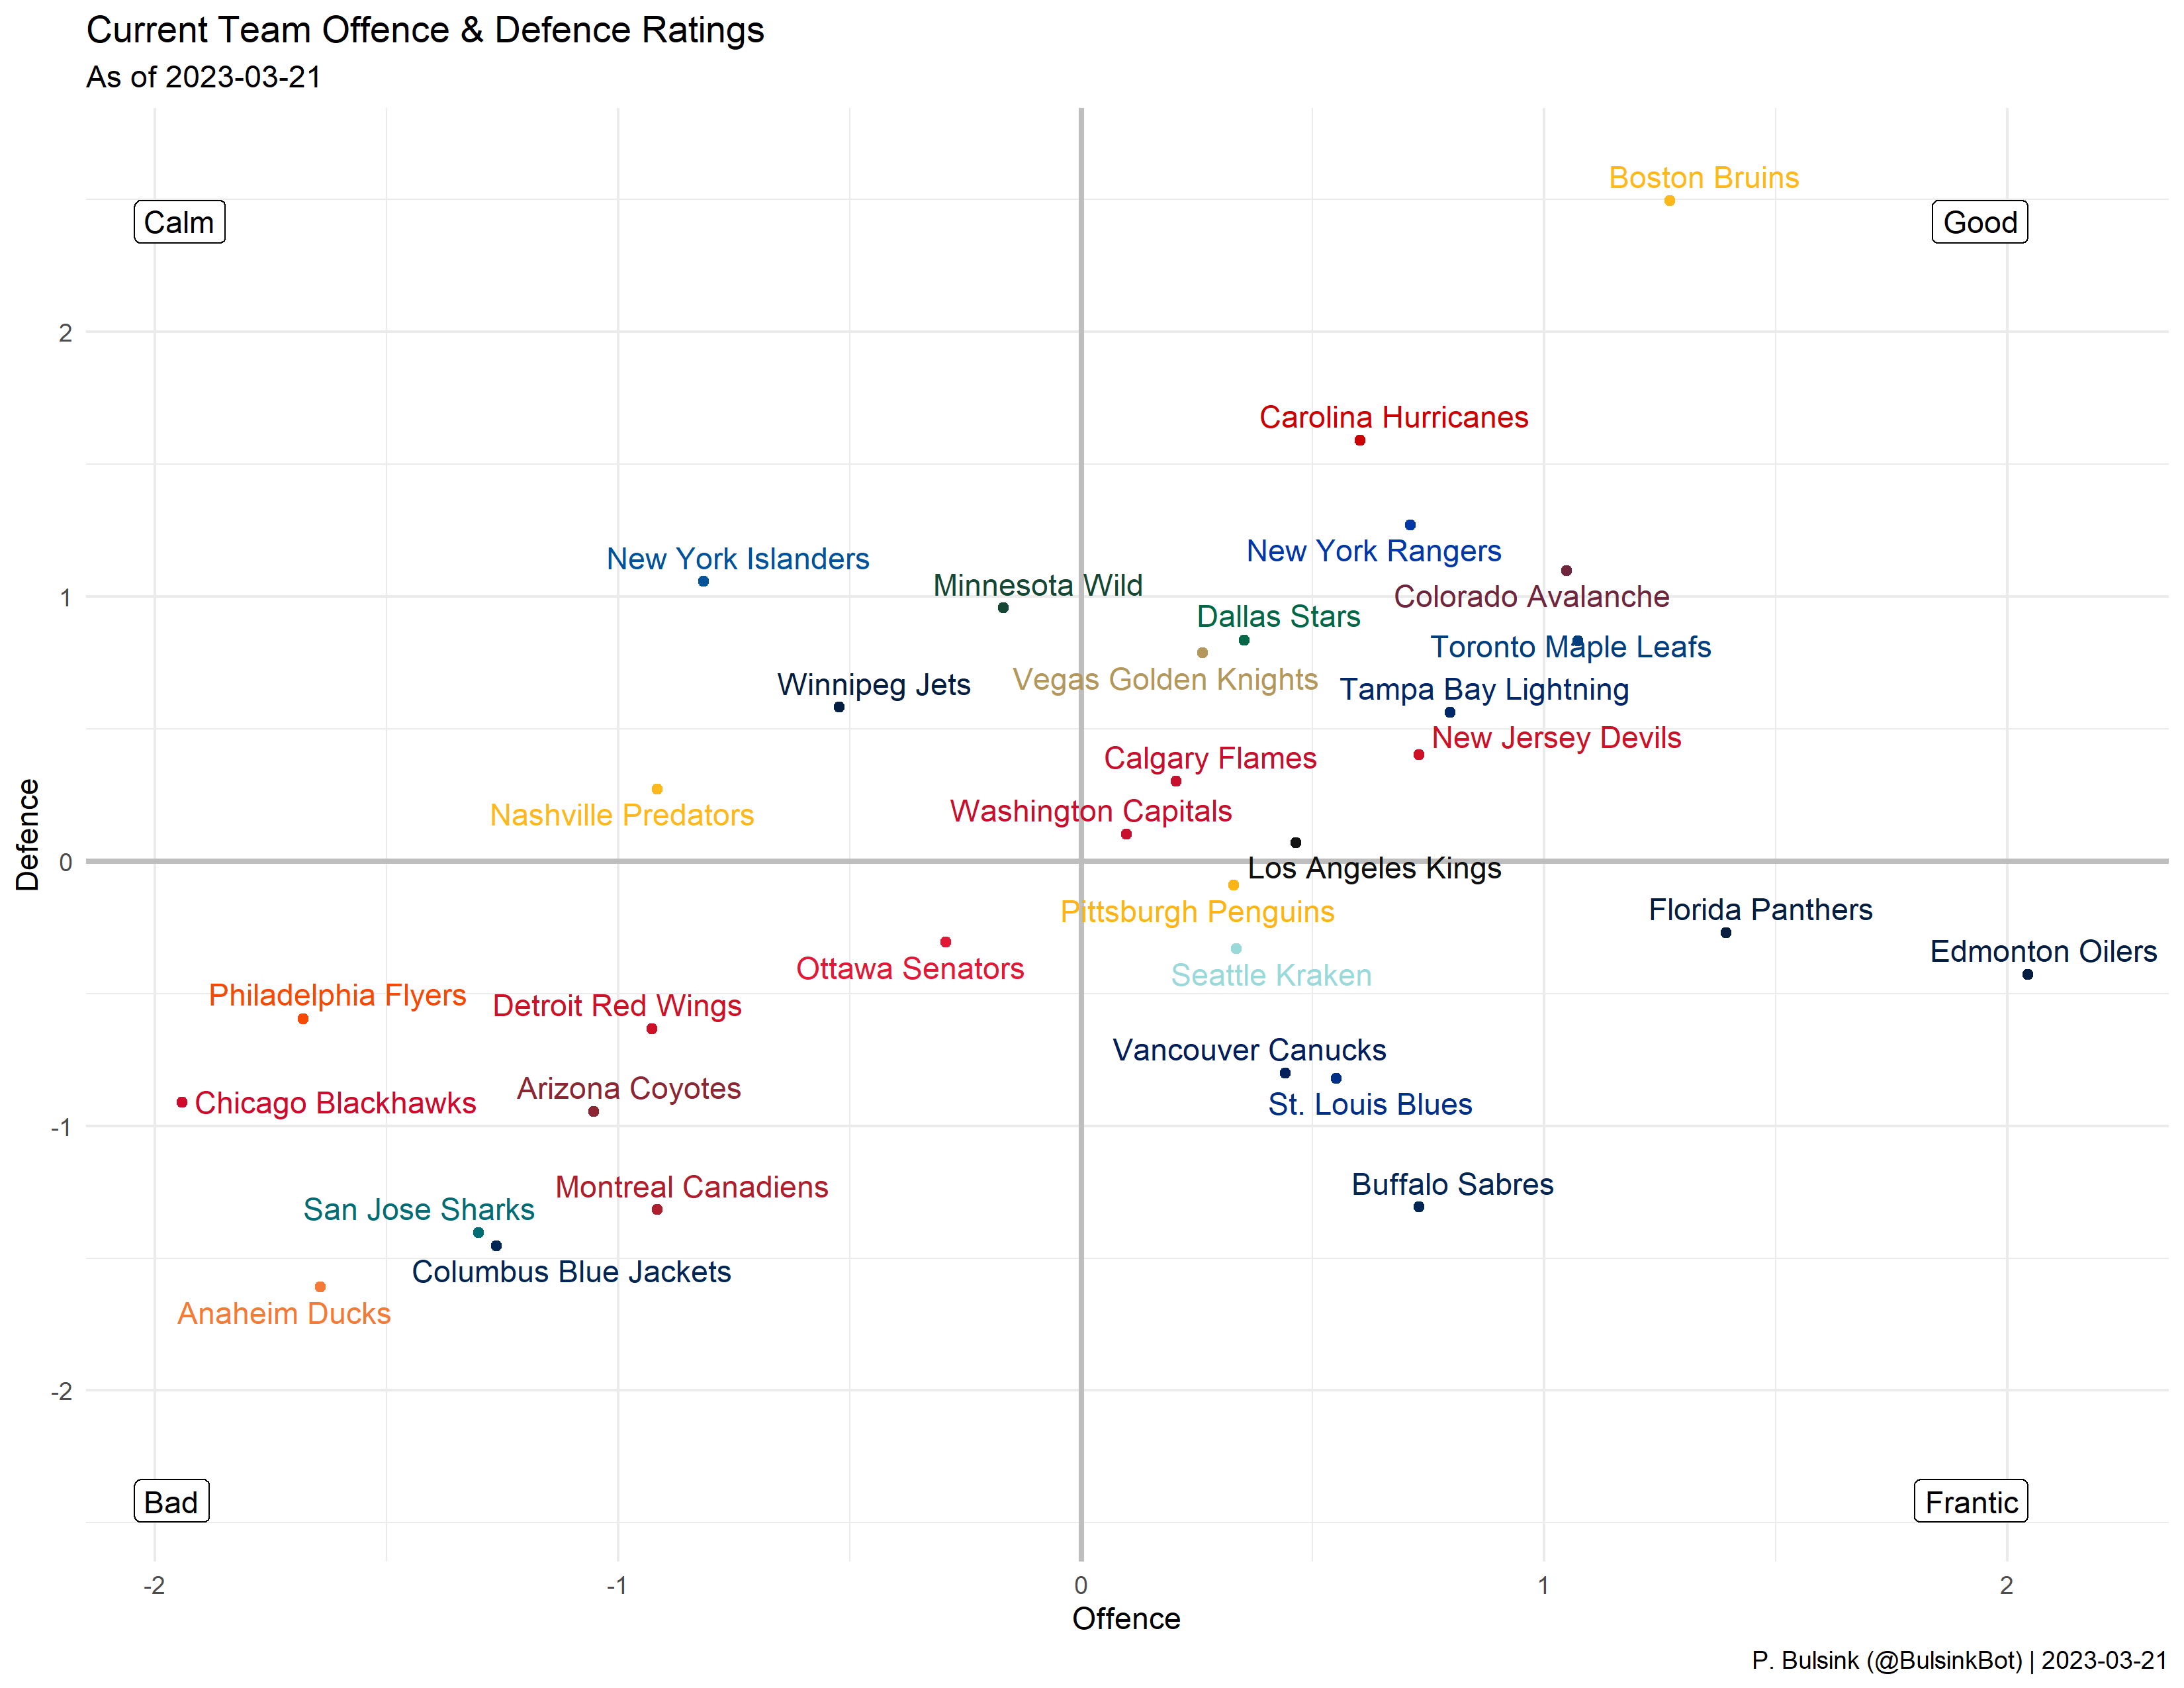 Current Team Offence & Defence Ratings
As of 2023-03-21
Boston Bruins
Calm
Good
2
Carolina Hurricanes
New York Rangers
New York Islanders
Minnesota Wild
1
Colorado Avalanche
Dallas Stars
Toronto Maple Leafs
Vegas Golden Knights
Winnipeg Jets
Tampa Bay Lightning
New Jersey Devils
Calgary Flames
Washington Capitals
Nashville Predators
Defence
0
Los Angeles Kings
Pittsburgh Penguins
Florida Panthers
Edmonton Oilers
Ottawa Senators
Seattle Kraken
Philadelphia Flyers
Detroit Red Wings
Vancouver Canucks
Arizona Coyotes
Chicago Blackhawks
St. Louis Blues
-1
Montreal Canadiens
Buffalo Sabres
San Jose Sharks
Columbus Blue Jackets
Anaheim Ducks
-2
Bad
Frantic
-2
-1
0
1
2
Offence
P. Bulsink (@BulsinkBot) | 2023-03-21